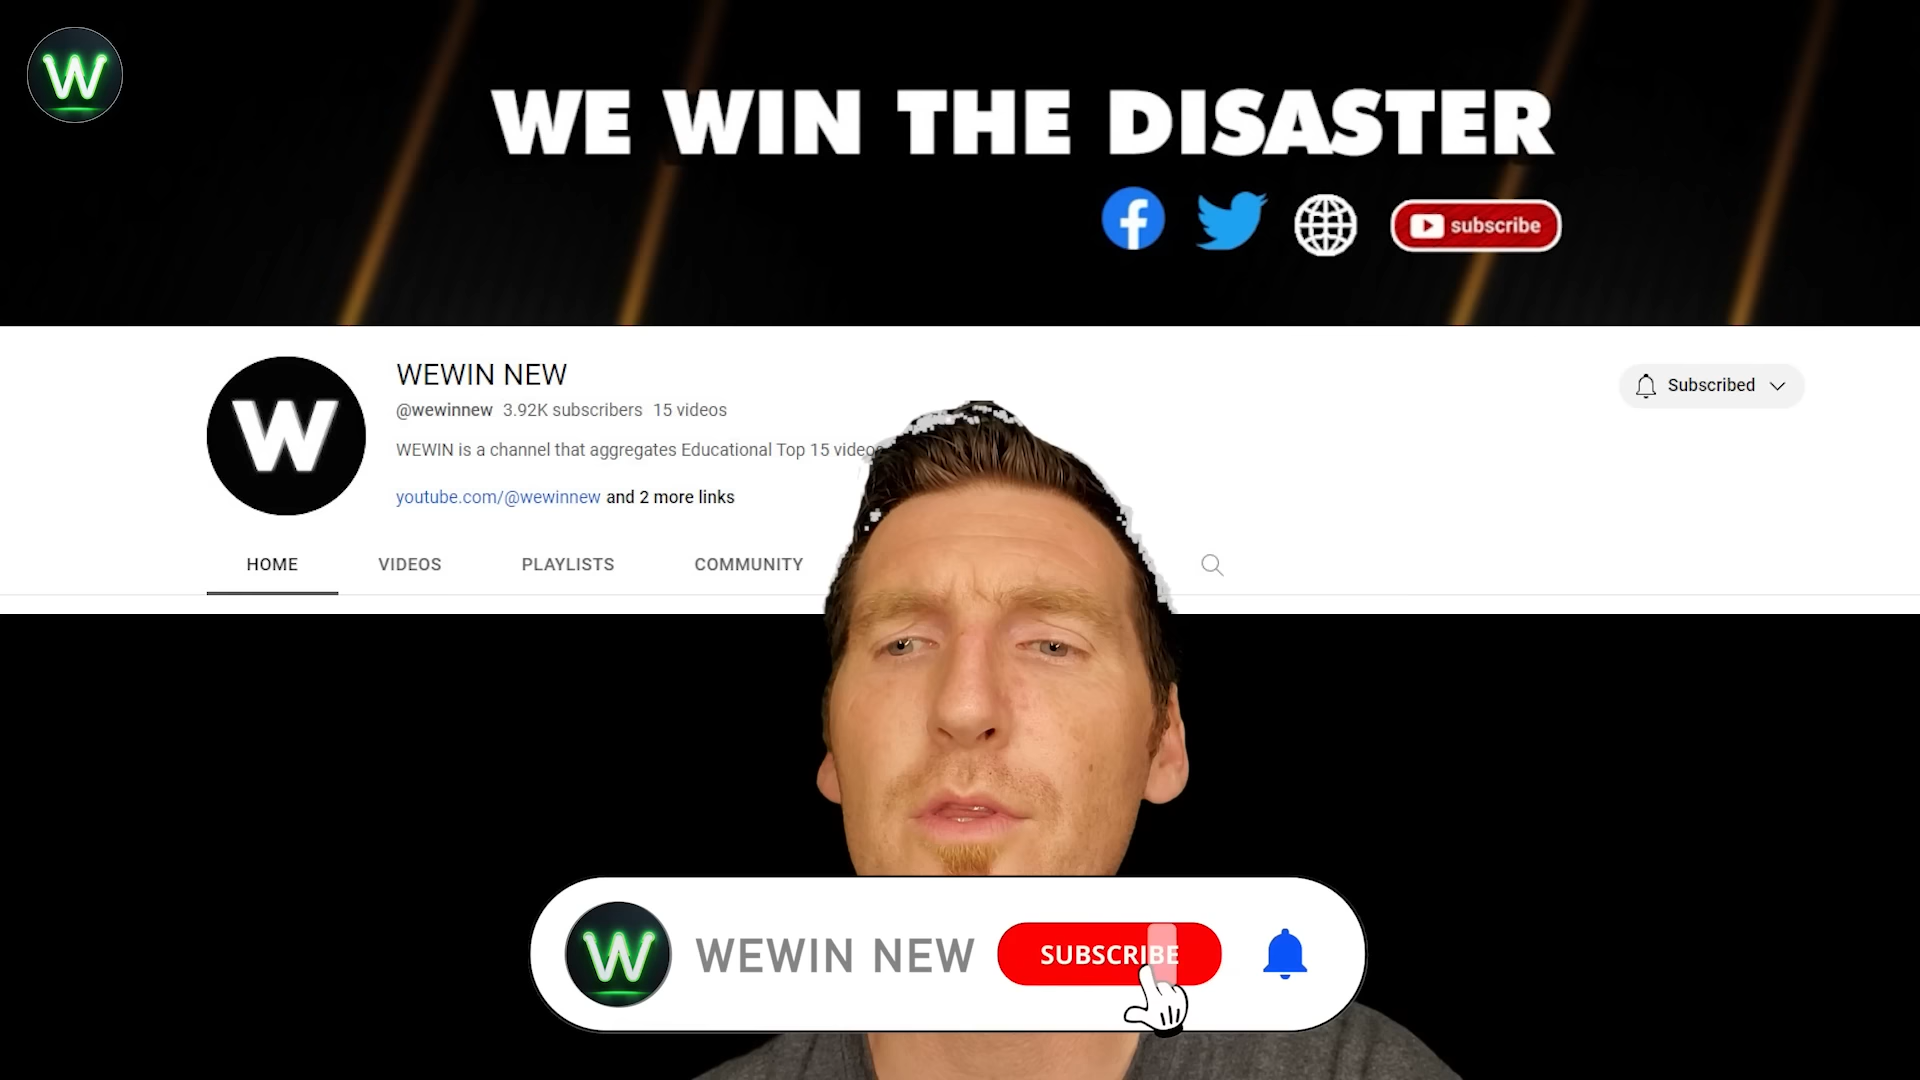 W
WE WIN THE DISASTER
f
subscribe
W
WEWIN NEW
@wewinnew 3.92K subscribers 15 videos
Subscribed
WEWIN is a channel that aggregates Educational Top 15 videos
youtube.com/@wewinnew and 2 more links
HOME VIDEOS PLAYLISTS COMMUNITY
W WEWIN NEW SUBSCRIBE